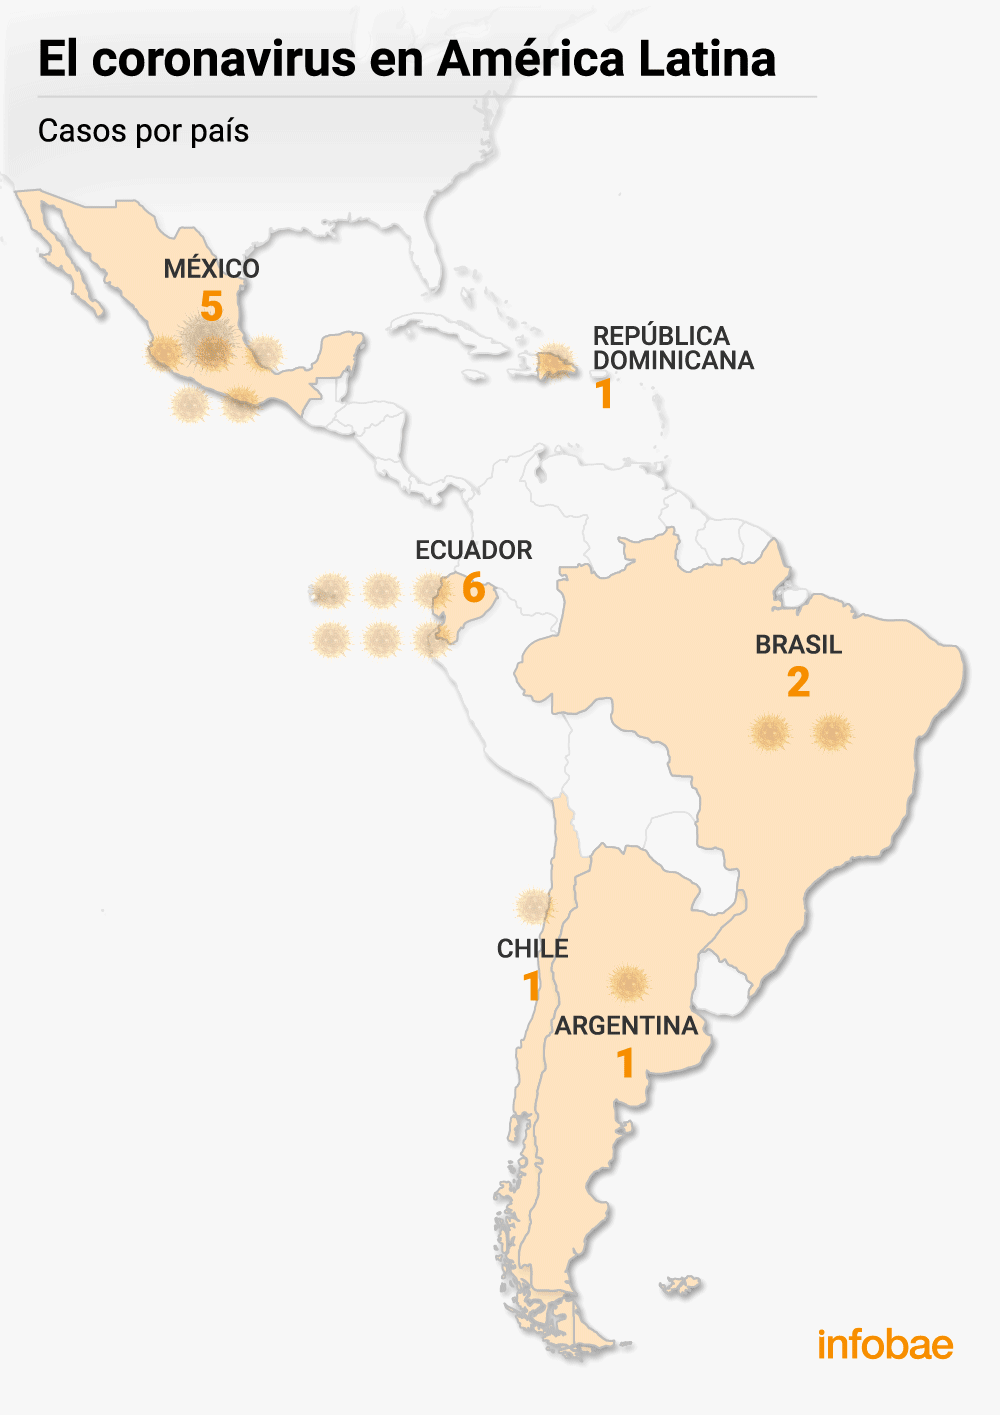 El coronavirus en América Latina
Casos por país
MÉXICO
5
REPÚBLICA
DOMINICANA
1
ECUADOR
6
BRASIL
2
CHILE
1
ARGENTINA
1
infobae